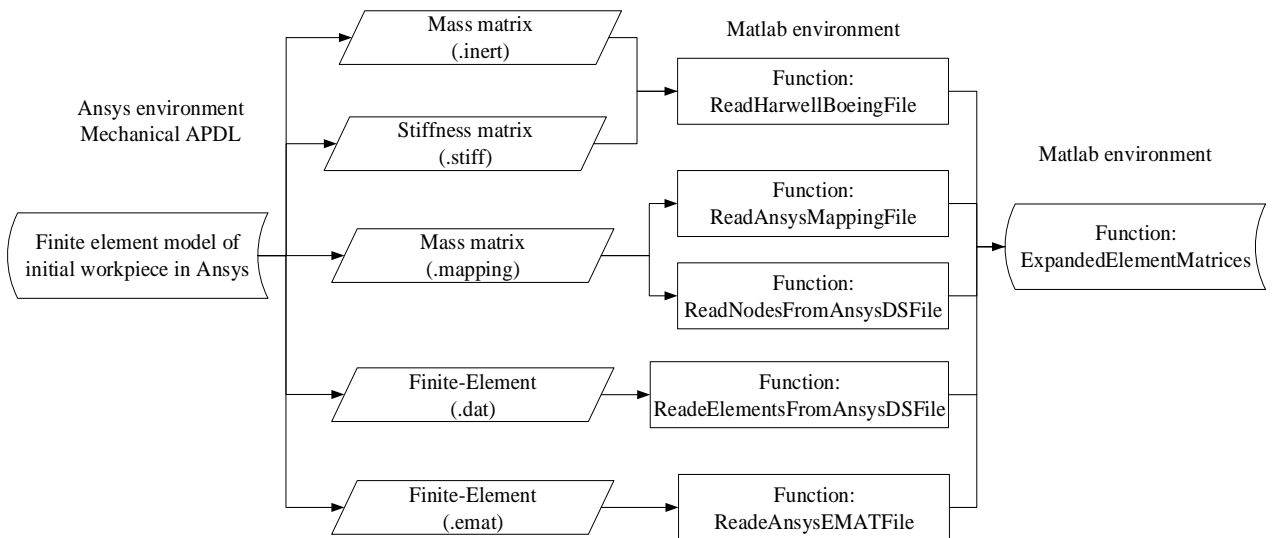 Ansys environment
Mechanical APDL
Finite element model of
initial workpiece in Ansys
Mass matrix
(.inert)
Stiffness matrix
(.stiff)
Mass matrix
(.mapping)
Finite-Element
(.dat)
Finite-Element
(.emat)
Matlab environment
Function:
ReadHarwellBoeingFile
Function:
ReadAnsysMappingFile
Function:
ReadNodesFromAnsysDSFile
Function:
ReadeElementsFromAnsysDSFile
Function:
ReadeAnsysEMATFile
Matlab environment
Function:
ExpandedElementMatrices